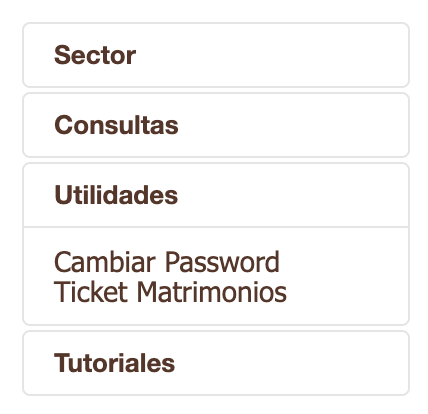 Sector
Consultas
Utilidades
Cambiar Password
Ticket Matrimonios
Tutoriales